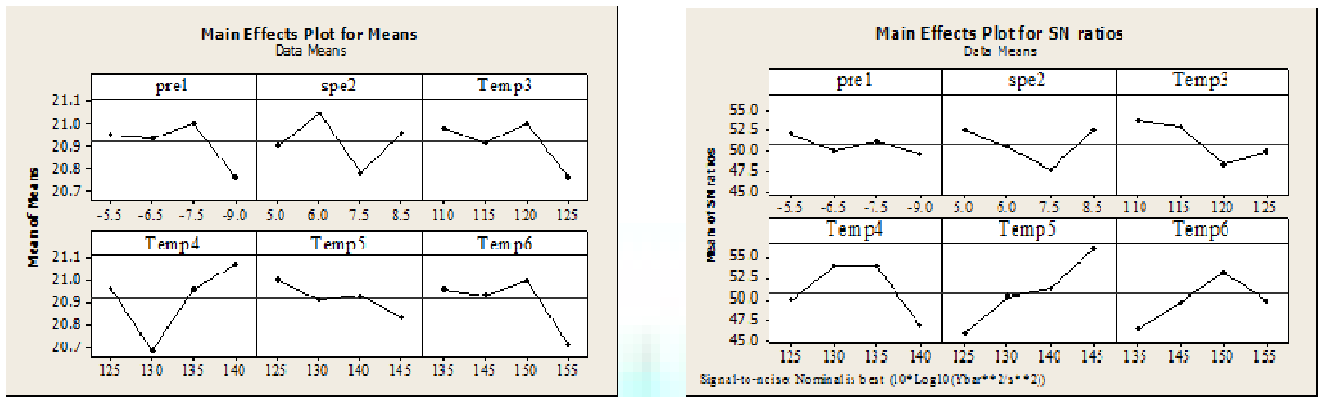 Main Effects Plot for Means
Data Means
pre1 spe2 Temp3
21.1
21.0
20.9
20.8
20.7
-5.5 -6.5 -7.5 -9.0 5.0 6.0 7.5 8.5 110 115 120 125
Mean of Means
Temp4 Temp5 Temp6
21.1
21.0
20.9
20.8
20.7
125 130 135 140 125 130 140 145 135 145 150 155
Main Effects Plot for SN ratios
Data Means
pre1 spe2 Temp3
55.0
52.5
50.0
47.5
45.0
-5.5 -6.5 -7.5 -9.0 5.0 6.0 7.5 8.5 110 115 120 125
Mean of SN ratios
Temp4 Temp5 Temp6
55.0
52.5
50.0
47.5
45.0
125 130 135 140 125 130 140 145 135 145 150 155
Signal-to-noise: Nominal is best (10*Log10(Ybar**2/s**2))